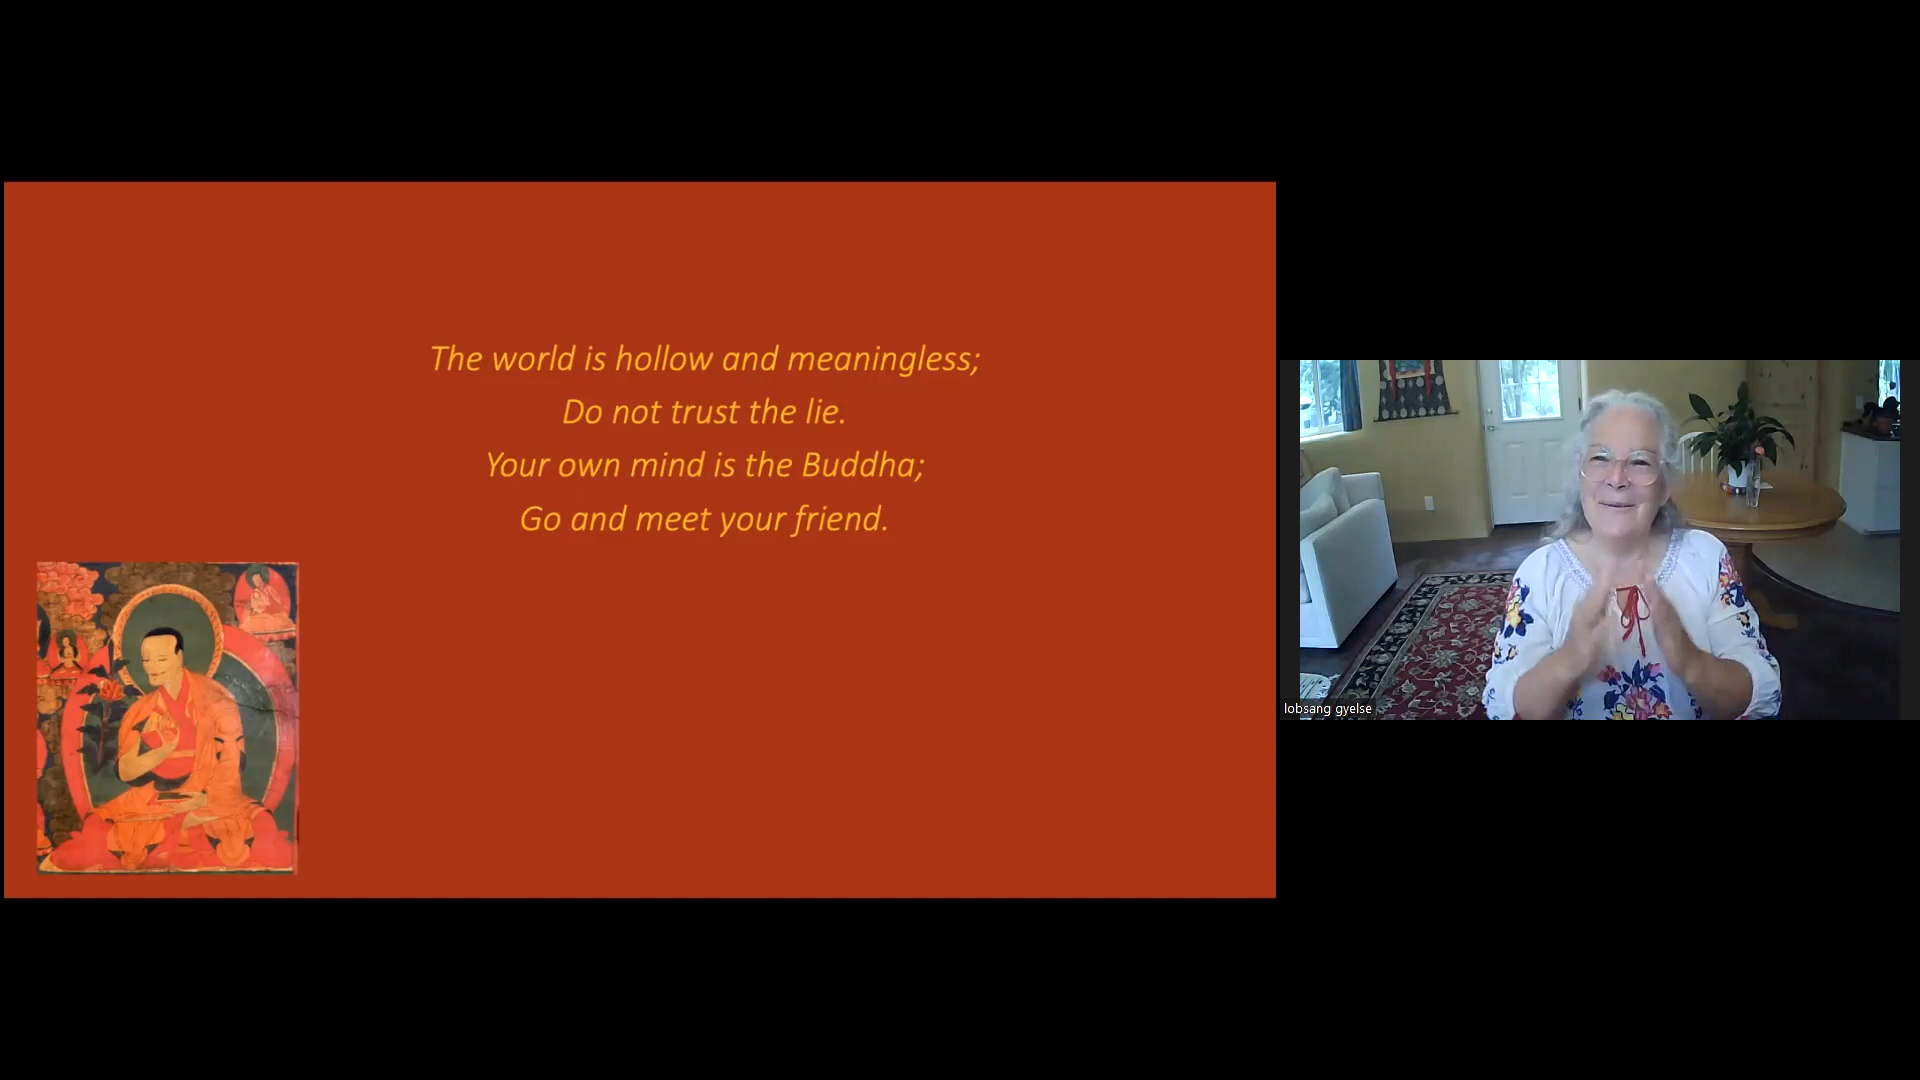 The world is hollow and meaningless;
Do not trust the lie.
Your own mind is the Buddha;
Go and meet your friend.
lobsang gyelse